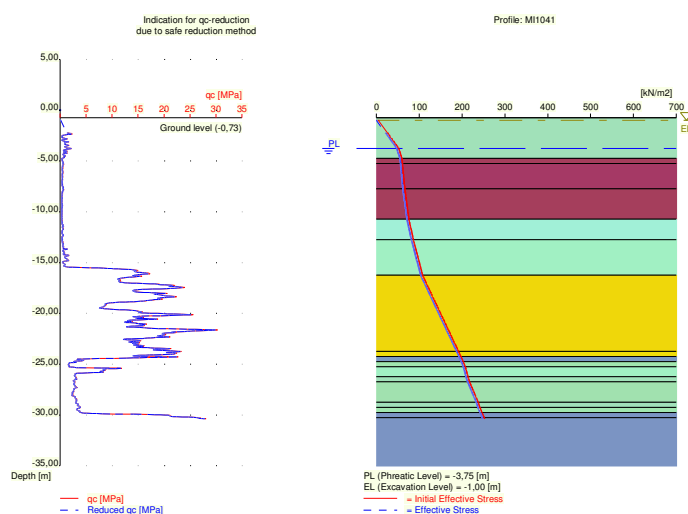 Indication for qc-reduction
due to safe reduction method
Profile: MI1041
5,00
qc [MPa]
[kN/m2]
0,00
5 10 15 20 25 30 35
0 100 200 300 400 500 600 700
Ground level (-0,73)
PL
-5,00
-10,00
-15,00
-20,00
-25,00
-30,00
-35,00
Depth [m]
PL (Phreatic Level) = -3,75 [m]
EL (Excavation Level) = -1,00 [m]
qc [MPa]
= Initial Effective Stress
Reduced qc [MPa]
= Effective Stress